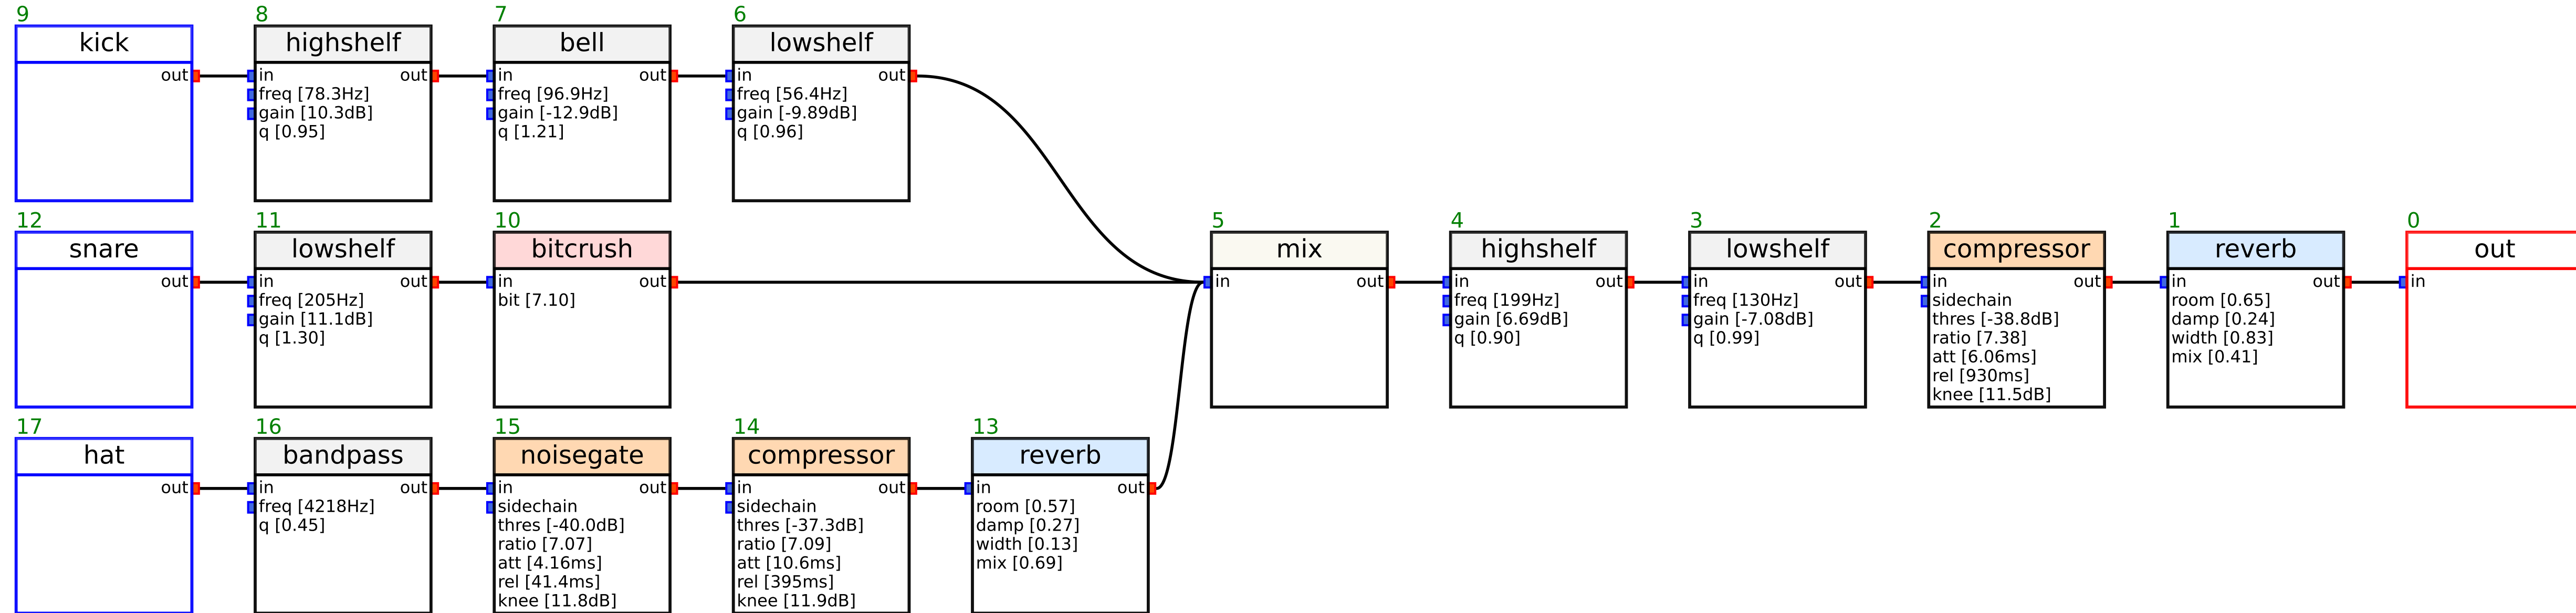 9
kick
out
8
highshelf
in out
freq [78.3Hz]
gain [10.3dB]
q [0.95]
7
bell
in out
freq [96.9Hz]
gain [-12.9dB]
q [1.21]
6
lowshelf
in out
freq [56.4Hz]
gain [-9.89dB]
q [0.96]
12
snare
out
11
lowshelf
in out
freq [205Hz]
gain [11.1dB]
q [1.30]
10
bitcrush
in out
bit [7.10]
5
mix
in out
4
highshelf
in out
freq [199Hz]
gain [6.69dB]
q [0.90]
3
lowshelf
in out
freq [130Hz]
gain [-7.08dB]
q [0.99]
2
compressor
in out
sidechain
thres [-38.8dB]
ratio [7.38]
att [6.06ms]
rel [930ms]
knee [11.5dB]
1
reverb
in out
room [0.65]
damp [0.24]
width [0.83]
mix [0.41]
0
out
in
17
hat
out
16
bandpass
in out
freq [4218Hz]
q [0.45]
15
noisegate
in out
sidechain
thres [-40.0dB]
ratio [7.07]
att [4.16ms]
rel [41.4ms]
knee [11.8dB]
14
compressor
in out
sidechain
thres [-37.3dB]
ratio [7.09]
att [10.6ms]
rel [395ms]
knee [11.9dB]
13
reverb
in out
room [0.57]
damp [0.27]
width [0.13]
mix [0.69]